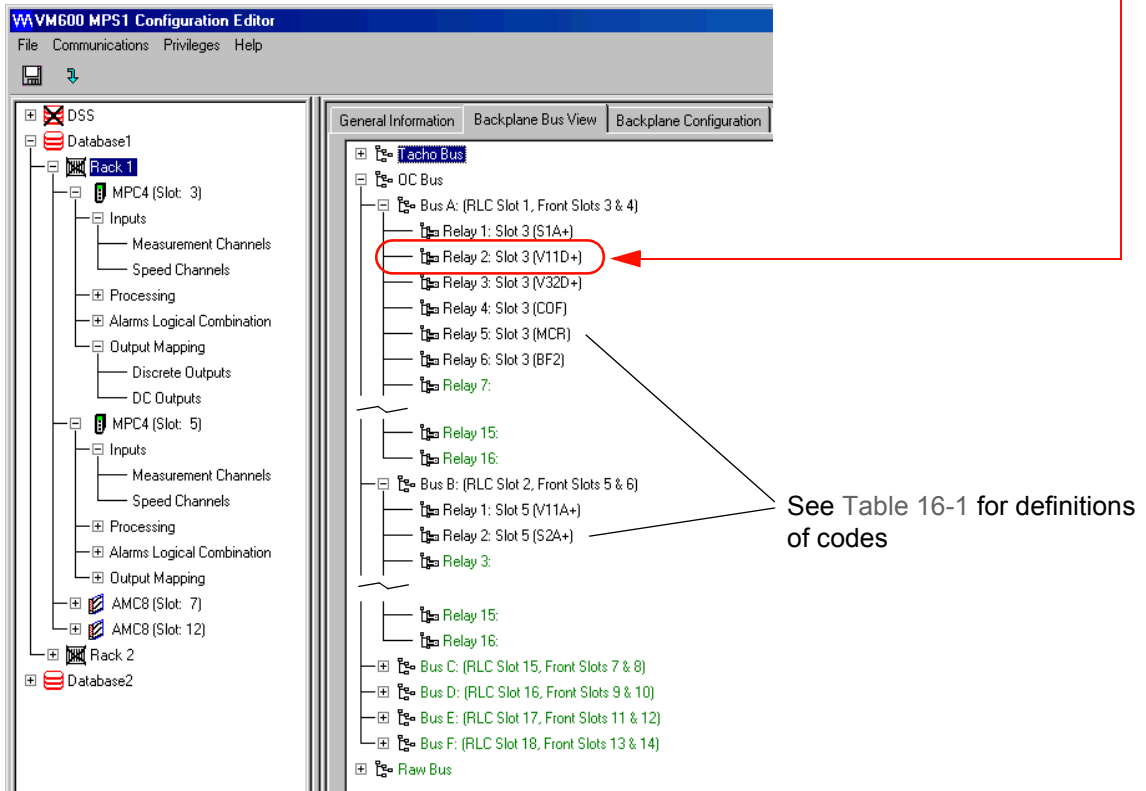 VM600 MPS1 Configuration Editor
File Communications Privileges Help
DSS
Database1
Rack 1
MPC4 (Slot: 3)
Inputs
Measurement Channels
Speed Channels
Processing
Alarms Logical Combination
Output Mapping
Discrete Outputs
DC Outputs
MPC4 (Slot: 5)
Inputs
Measurement Channels
Speed Channels
Processing
Alarms Logical Combination
Output Mapping
AMC8 (Slot: 7)
AMC8 (Slot: 12)
Rack 2
Database2
General Information Backplane Bus View Backplane Configuration
Tacho Bus
OC Bus
Bus A: (RLC Slot 1, Front Slots 3 & 4)
Relay 1: Slot 3 (S1A+)
Relay 2: Slot 3 (V11D+)
Relay 3: Slot 3 (V32D+)
Relay 4: Slot 3 (COF)
Relay 5: Slot 3 (MCR)
Relay 6: Slot 3 (BF2)
Relay 7:
Relay 15:
Relay 16:
Bus B: (RLC Slot 2, Front Slots 5 & 6)
Relay 1: Slot 5 (V11A+)
Relay 2: Slot 5 (S2A+)
Relay 3:
Relay 15:
Relay 16:
Bus C: (RLC Slot 15, Front Slots 7 & 8)
Bus D: (RLC Slot 16, Front Slots 9 & 10)
Bus E: (RLC Slot 17, Front Slots 11 & 12)
Bus F: (RLC Slot 18, Front Slots 13 & 14)
Raw Bus
See Table 16-1 for definitions
of codes